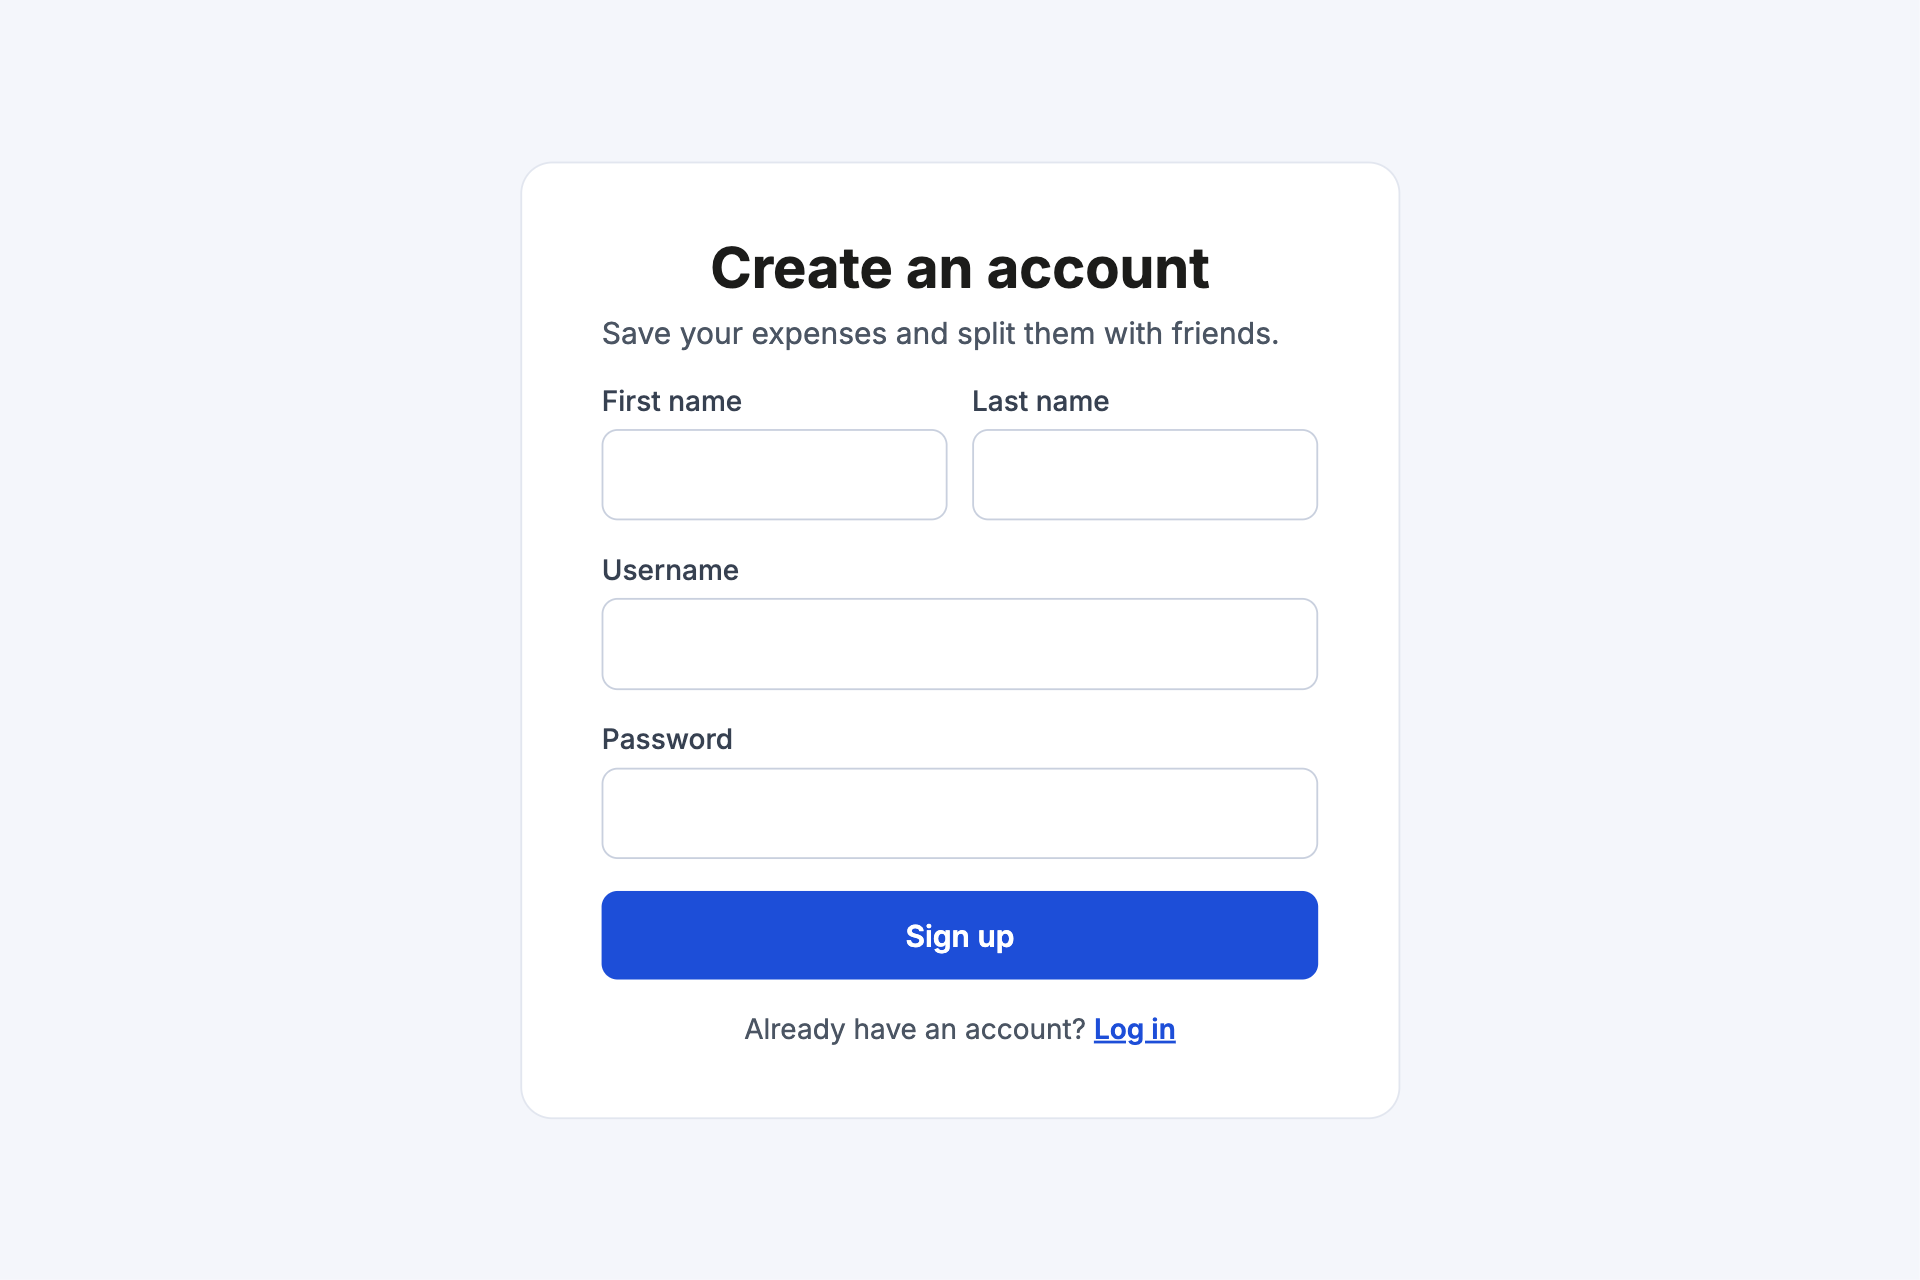 Create an account
Save your expenses and split them with friends.
First name
Last name
Username
Password
Sign up
Already have an account? Log in